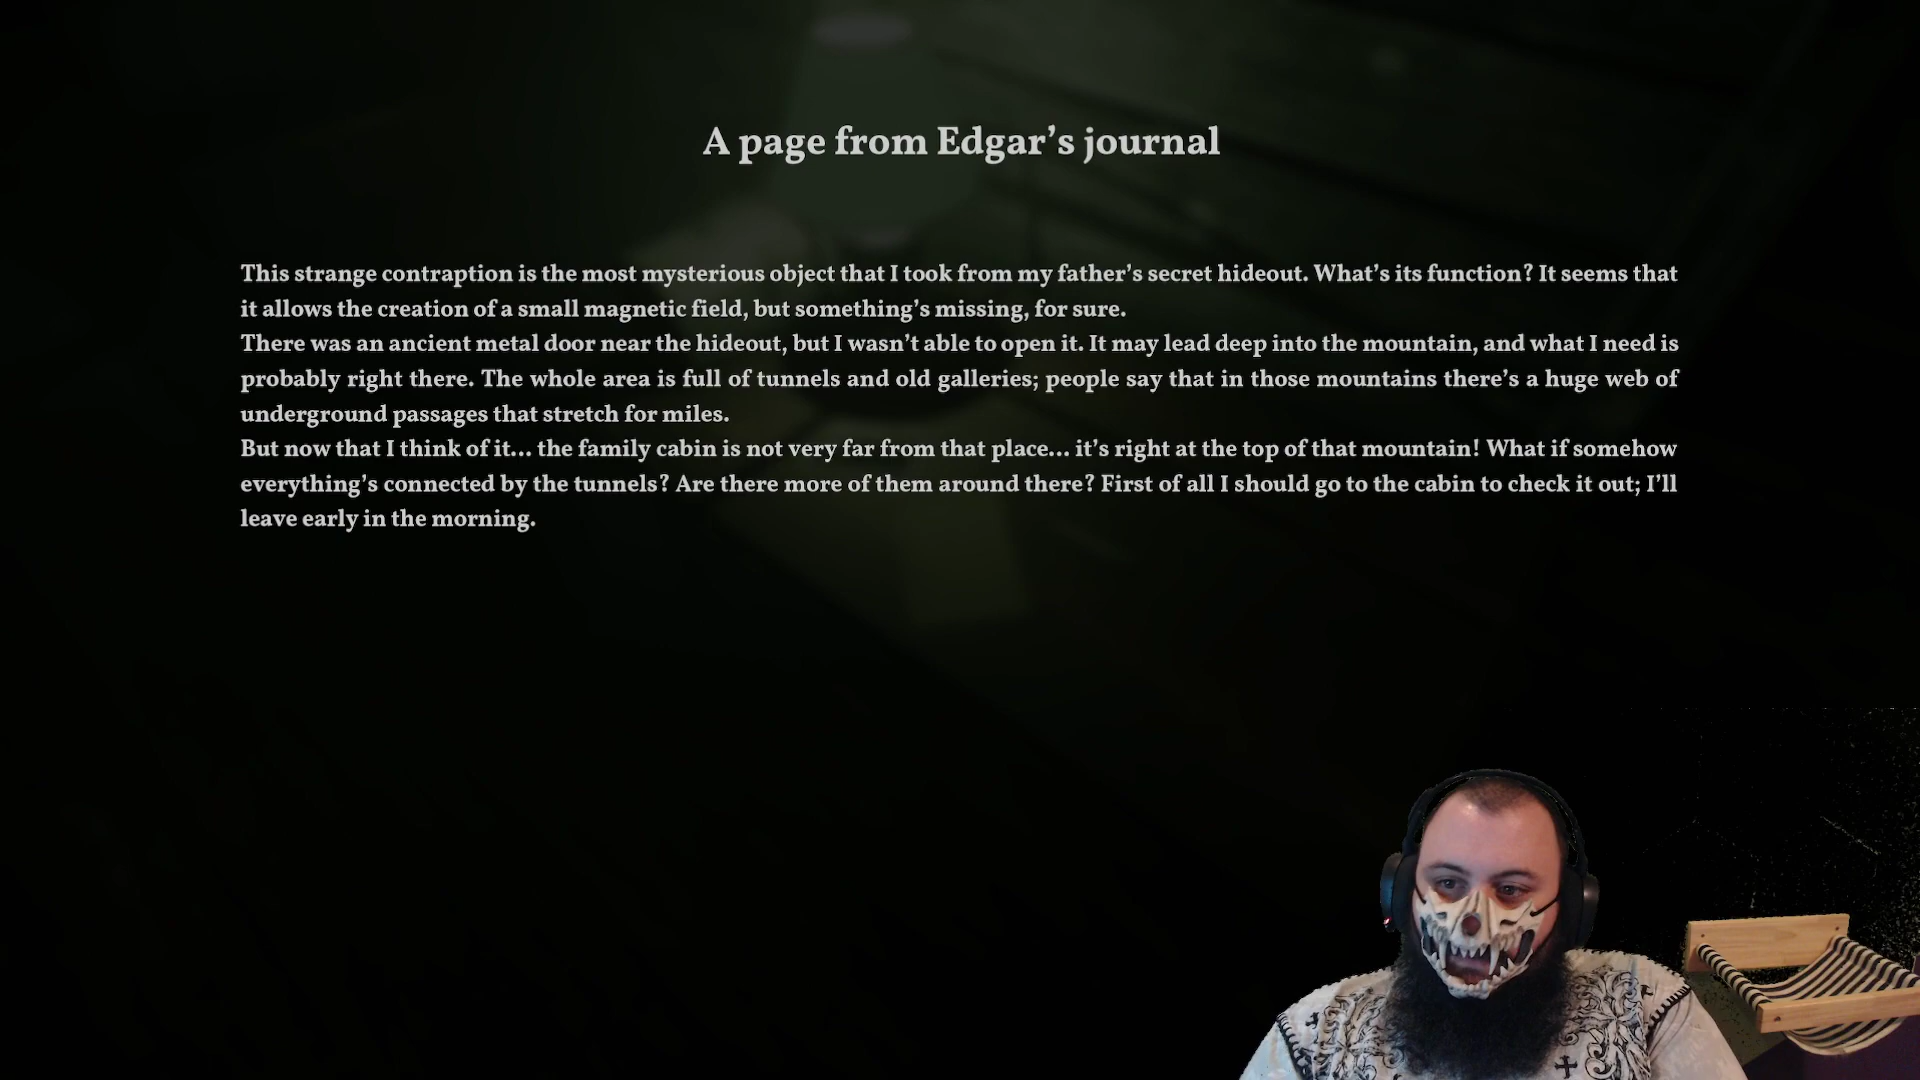 A page from Edgar’s journal
This strange contraption is the most mysterious object that I took from my father’s secret hideout. What’s its function? It seems that
it allows the creation of a small magnetic field, but something’s missing, for sure.
There was an ancient metal door near the hideout, but I wasn’t able to open it. It may lead deep into the mountain, and what I need is
probably right there. The whole area is full of tunnels and old galleries; people say that in those mountains there’s a huge web of
underground passages that stretch for miles.
But now that I think of it... the family cabin is not very far from that place... it’s right at the top of that mountain! What if somehow
everything’s connected by the tunnels? Are there more of them around there? First of all I should go to the cabin to check it out; I’ll
leave early in the morning.